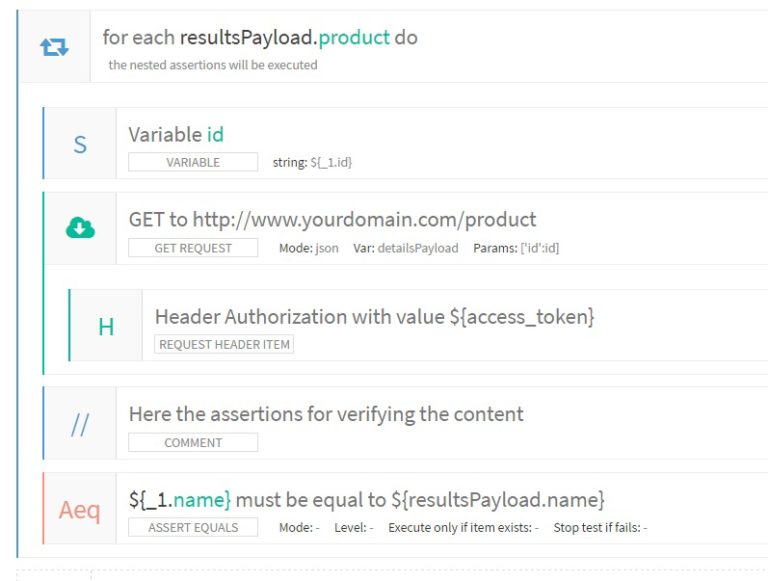 for each resultsPayload.product do
the nested assertions will be executed
S
Variable id
VARIABLE string: ${_1.id}
GET to http://www.yourdomain.com/product
GET REQUEST Mode: json Var: detailsPayload Params: ['id':id]
H
Header Authorization with value ${access_token}
REQUEST HEADER ITEM
//
Here the assertions for verifying the content
COMMENT
Aeq
${_1.name} must be equal to ${resultsPayload.name}
ASSERT EQUALS Mode: - Level: - Execute only if item exists: - Stop test if fails: -